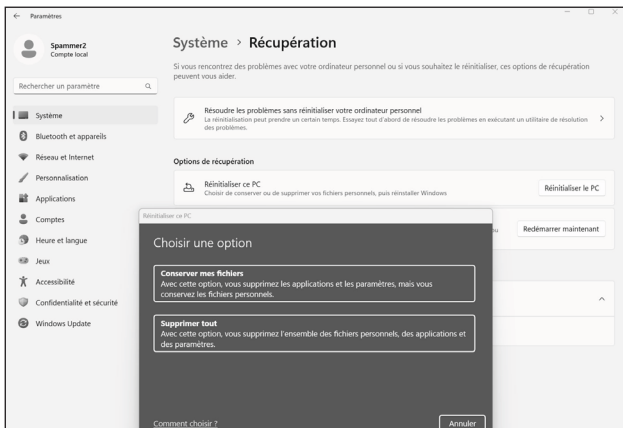 Paramètres
Spammer2
Compte local
Rechercher un paramètre
Système
Bluetooth et appareils
Réseau et Internet
Personnalisation
Applications
Comptes
Heure et langue
Jeux
Accessibilité
Confidentialité et sécurité
Windows Update
Système > Récupération
Si vous rencontrez des problèmes avec votre ordinateur personnel ou si vous souhaitez le réinitialiser, ces options de récupération
peuvent vous aider.
Résoudre les problèmes sans réinitialiser votre ordinateur personnel
La réinitialisation peut prendre un certain temps. Essayez tout d'abord de résoudre les problèmes en exécutant un utilitaire de résolution
des problèmes.
Options de récupération
Réinitialiser ce PC
Choisir de conserver ou de supprimer vos fichiers personnels, puis réinstaller Windows
Réinitialiser le PC
ou
Redémarrer maintenant
Réinitialiser ce PC
Choisir une option
Conserver mes fichiers
Avec cette option, vous supprimez les applications et les paramètres, mais vous
conservez les fichiers personnels.
Supprimer tout
Avec cette option, vous supprimez l'ensemble des fichiers personnels, des applications et
des paramètres.
Comment choisir ?
Annuler